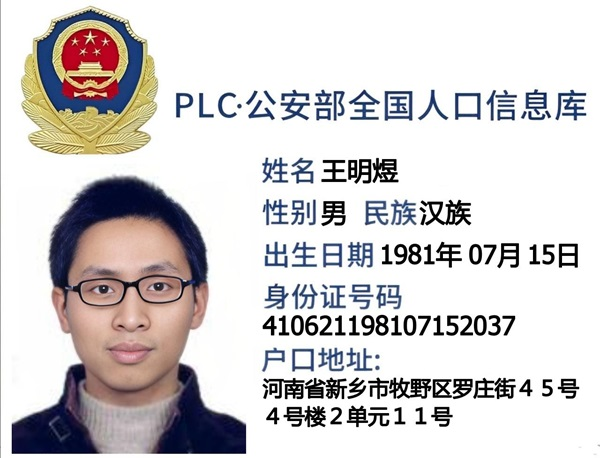 PLC·公安部全国人口信息库
姓名 王明煜
性别 男 民族 汉族
出生日期 1981年 07月 15日
身份证号码
410621198107152037
户口地址:
河南省新乡市牧野区罗庄街４５号
４号楼２单元１１号